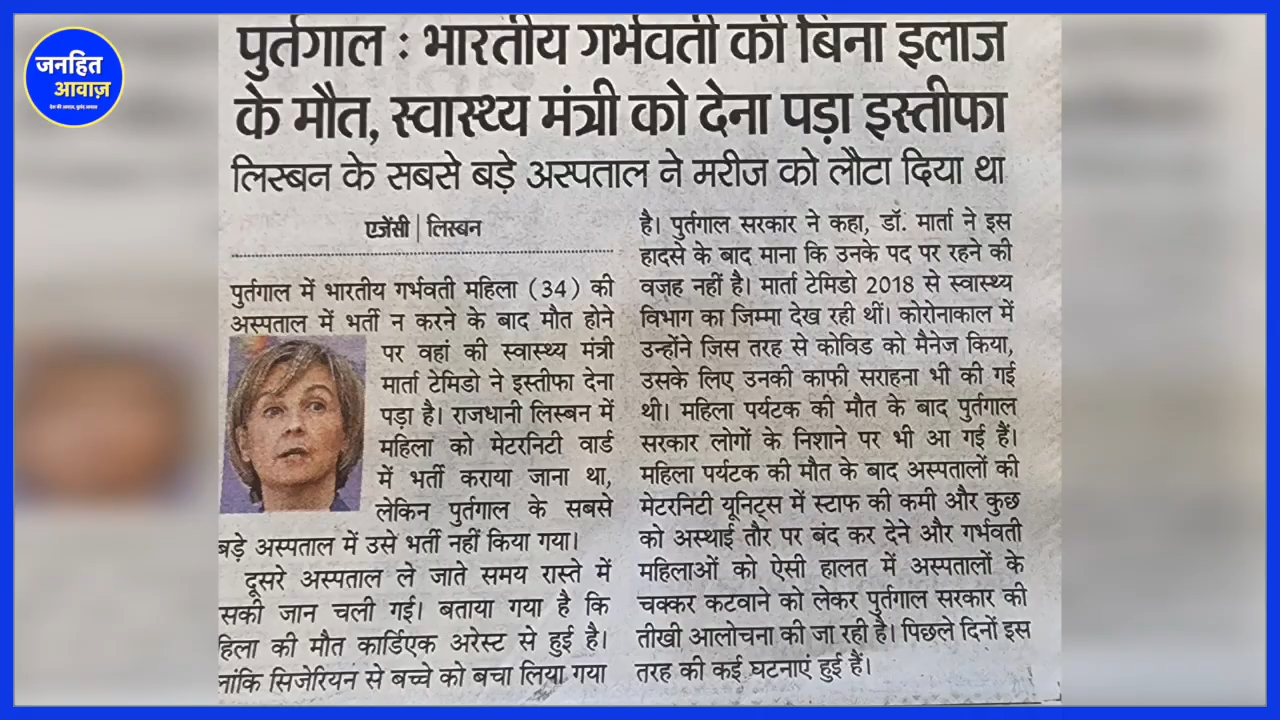 जनहित
आवाज़
पुर्तगाल : भारतीय गर्भवती की बिना इलाज
के मौत, स्वास्थ्य मंत्री को देना पड़ा इस्तीफा
लिस्बन के सबसे बड़े अस्पताल ने मरीज को लौटा दिया था
एजेंसी | लिस्बन
पुर्तगाल में भारतीय गर्भवती महिला (34) की
अस्पताल में भर्ती न करने के बाद मौत होने
पर वहां की स्वास्थ्य मंत्री
मार्ता टेमिडो ने इस्तीफा देना
पड़ा है। राजधानी लिस्बन में
महिला को मेटरनिटी वार्ड
में भर्ती कराया जाना था,
लेकिन पुर्तगाल के सबसे
बड़े अस्पताल में उसे भर्ती नहीं किया गया।
दूसरे अस्पताल ले जाते समय रास्ते में
सकी जान चली गई। बताया गया है कि
हिला की मौत कार्डिएक अरेस्ट से हुई है।
नांकि सिजेरियन से बच्चे को बचा लिया गया
है। पुर्तगाल सरकार ने कहा, डॉ. मार्ता ने इस
हादसे के बाद माना कि उनके पद पर रहने की
वजह नहीं है। मार्ता टेमिडो 2018 से स्वास्थ्य
विभाग का जिम्मा देख रही थीं। कोरोनाकाल में
उन्होंने जिस तरह से कोविड को मैनेज किया,
उसके लिए उनकी काफी सराहना भी की गई
थी। महिला पर्यटक की मौत के बाद पुर्तगाल
सरकार लोगों के निशाने पर भी आ गई हैं।
महिला पर्यटक की मौत के बाद अस्पतालों की
मेटरनिटी यूनिट्स में स्टाफ की कमी और कुछ
को अस्थाई तौर पर बंद कर देने और गर्भवती
महिलाओं को ऐसी हालत में अस्पतालों के
चक्कर कटवाने को लेकर पुर्तगाल सरकार की
तीखी आलोचना की जा रही है। पिछले दिनों इस
तरह की कई घटनाएं हुई हैं।